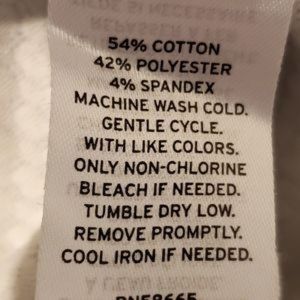 54% COTTON
42% POLYESTER
4% SPANDEX
MACHINE WASH COLD.
GENTLE CYCLE.
WITH LIKE COLORS.
ONLY NON-CHLORINE
BLEACH IF NEEDED.
TUMBLE DRY LOW.
REMOVE PROMPTLY.
COOL IRON IF NEEDED.